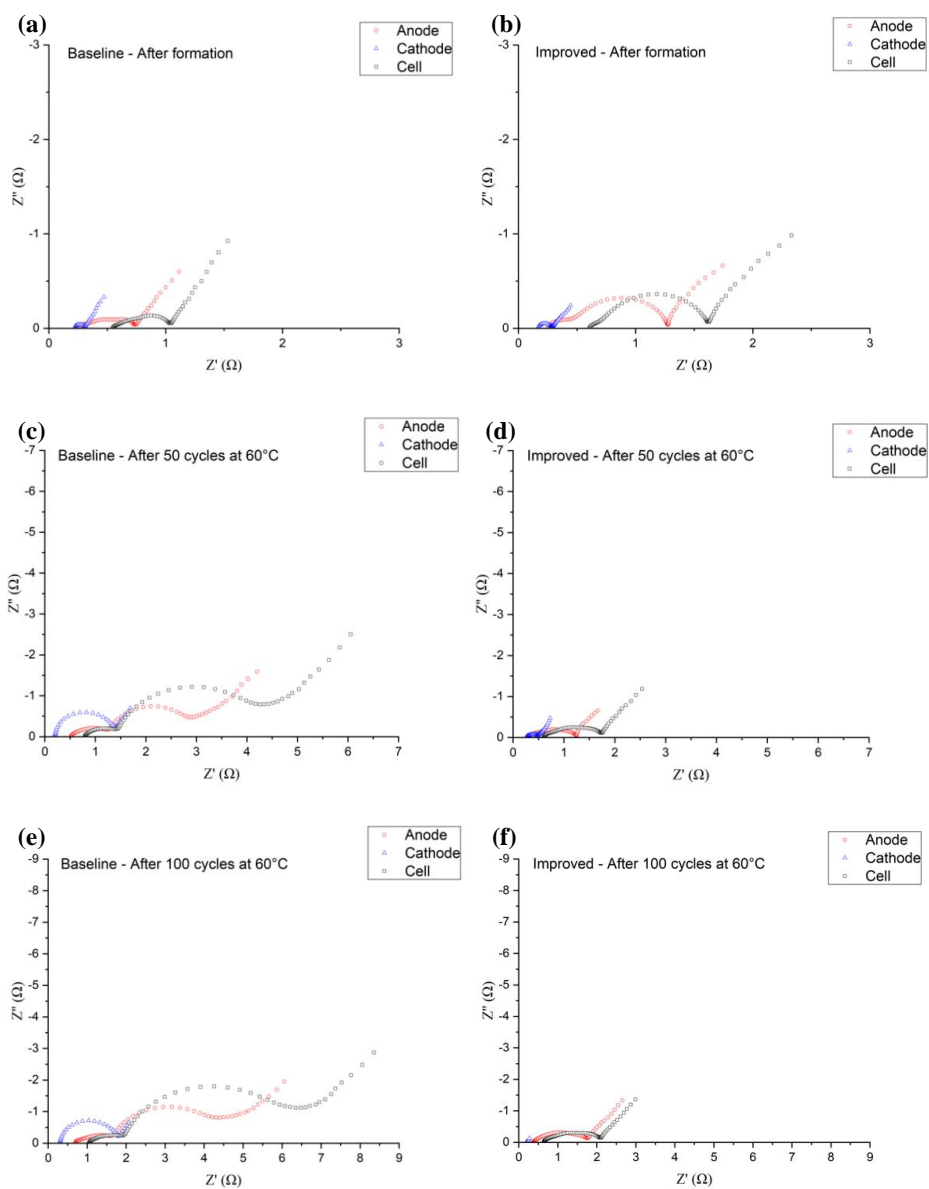 (a)
Baseline - After formation
Anode
Cathode
Cell
-3
-2
-1
0
Z'' (Ω)
0 1 2 3
Z' (Ω)
(b)
Improved - After formation
Anode
Cathode
Cell
-3
-2
-1
0
Z'' (Ω)
0 1 2 3
Z' (Ω)
(c)
Baseline - After 50 cycles at 60°C
Anode
Cathode
Cell
-7
-6
-5
-4
-3
-2
-1
0
Z'' (Ω)
0 1 2 3 4 5 6 7
Z' (Ω)
(d)
Improved - After 50 cycles at 60°C
Anode
Cathode
Cell
-7
-6
-5
-4
-3
-2
-1
0
Z'' (Ω)
0 1 2 3 4 5 6 7
Z' (Ω)
(e)
Baseline - After 100 cycles at 60°C
Anode
Cathode
Cell
-9
-8
-7
-6
-5
-4
-3
-2
-1
0
Z'' (Ω)
0 1 2 3 4 5 6 7 8 9
Z' (Ω)
(f)
Improved - After 100 cycles at 60°C
Anode
Cathode
Cell
-9
-8
-7
-6
-5
-4
-3
-2
-1
0
Z'' (Ω)
0 1 2 3 4 5 6 7 8 9
Z' (Ω)